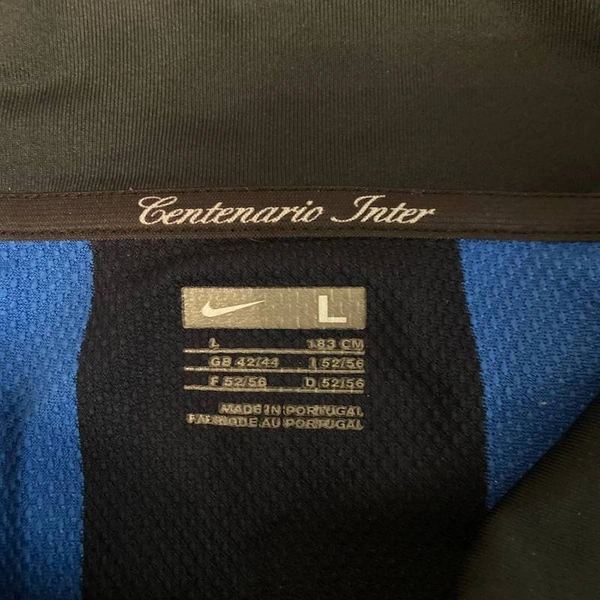 Centenario Inter
L
L 183 CM
GB 42/44 I 52/56
F 52/56 D 52/56
MADE IN PORTUGAL
FABRIQUE AU PORTUGAL